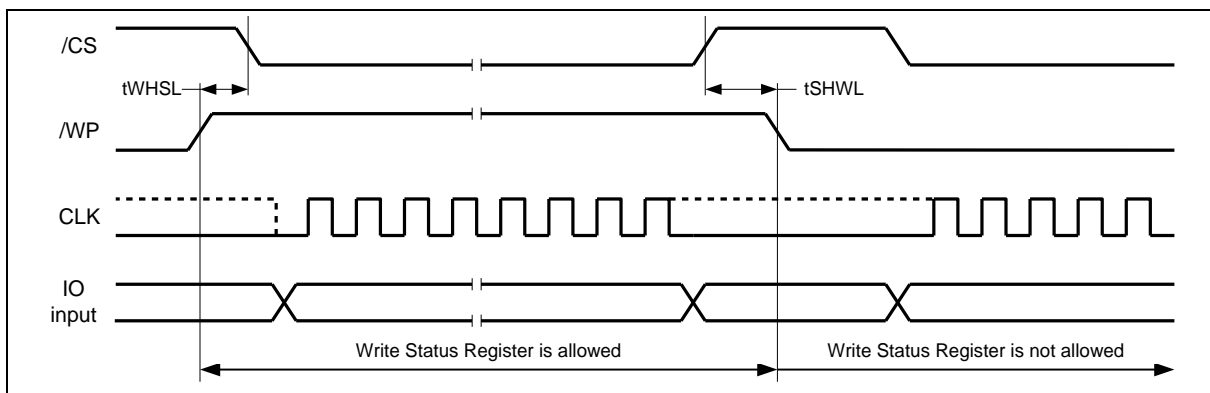 /CS
tWHSL
tSHWL
/WP
CLK
IO
input
Write Status Register is allowed
Write Status Register is not allowed